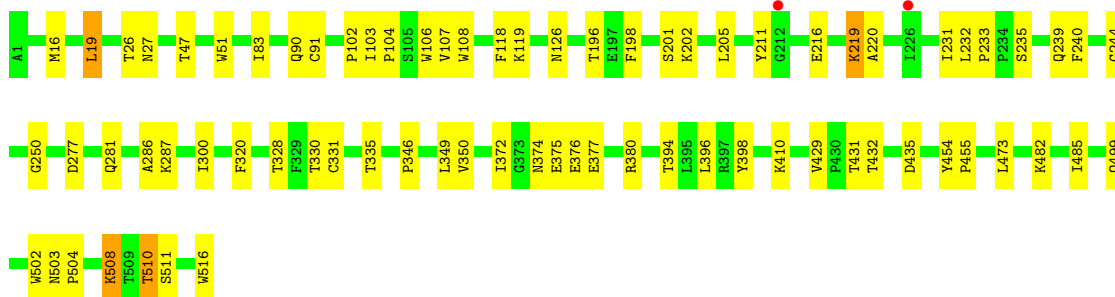 A1 M16 L19 T26 N27 T47 W51 I83 Q90 C91 P102 I103 P104 S105 W106 V107 W108 F118 K119 N126 T196 E197 F198 S201 K202 L205 Y211 G212 E216 K219 A220 I226 I231 L232 P233 P234 S235 Q239 F240
G250 D277 Q281 A286 K287 I300 F320 T328 F329 T330 C331 T335 P346 L349 V350 I372 G373 N374 E375 E376 E377 R380 T394 L395 L396 R397 Y398 K410 V429 P430 T431 T432 D435 Y454 P455 L473 K482 I485
W502 N503 P504 K508 T509 T510 S511 W516